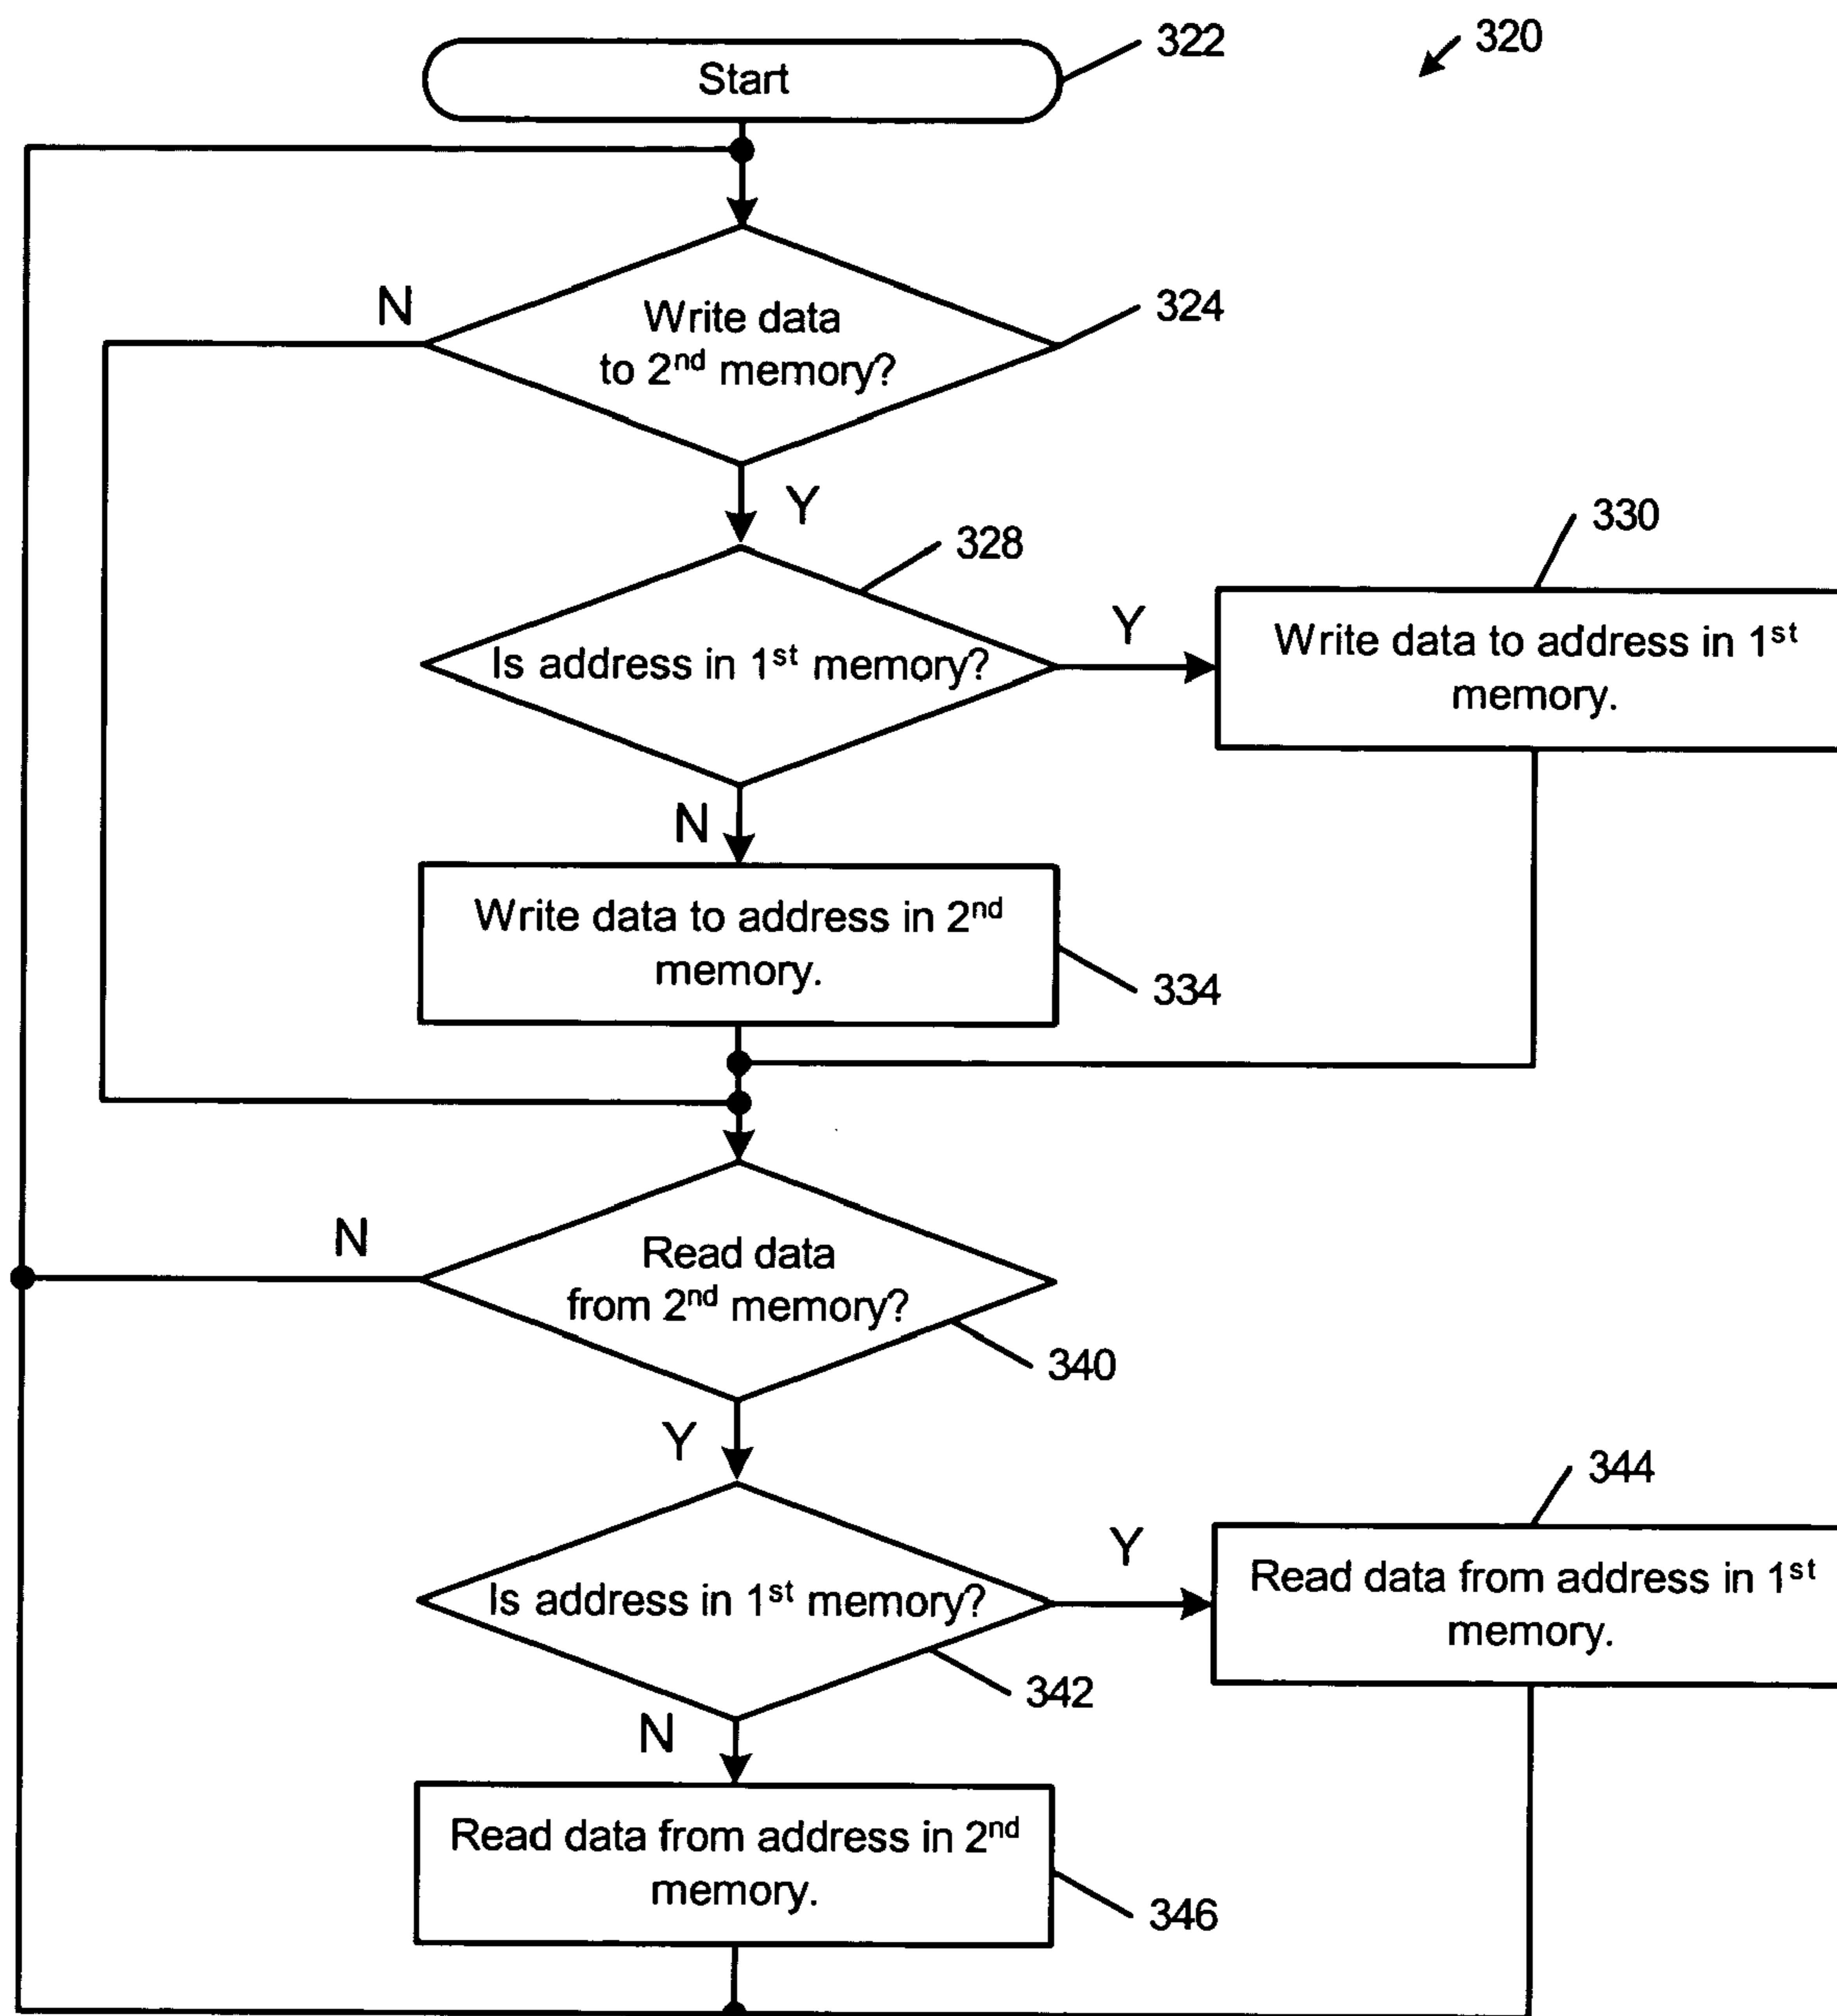 320
322
Start
324
N
Write data
to 2nd memory?
Y
328
330
Is address in 1st memory?
Y
Write data to address in 1st
memory.
N
Write data to address in 2nd
memory.
334
N
Read data
from 2nd memory?
340
Y
344
Is address in 1st memory?
Y
Read data from address in 1st
memory.
342
N
Read data from address in 2nd
memory.
346